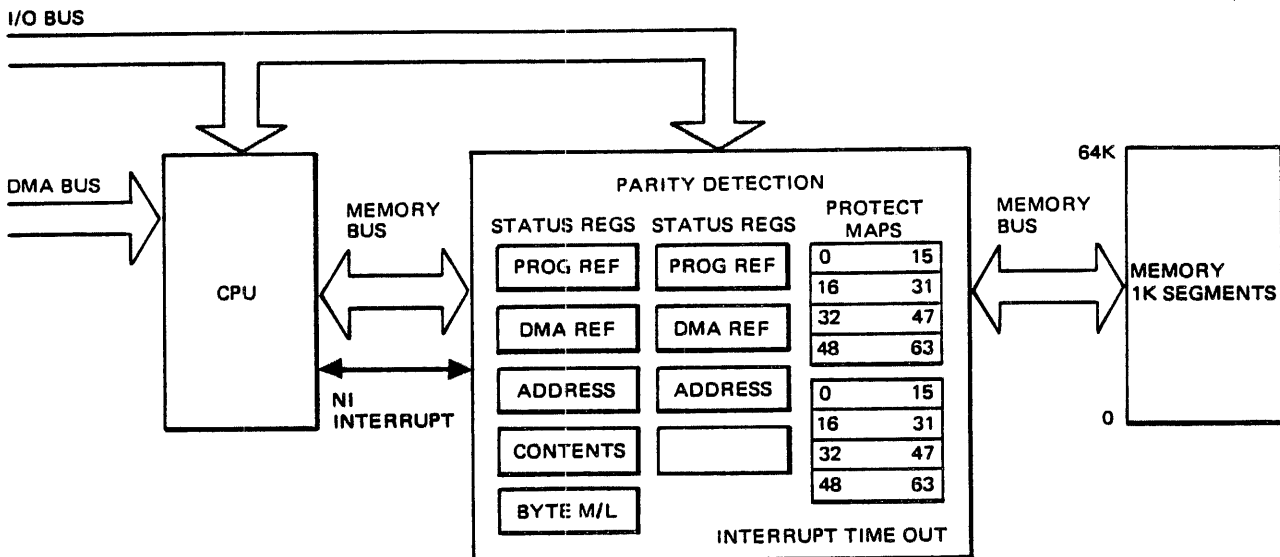 I/O BUS
DMA BUS
CPU
MEMORY
BUS
NI
INTERRUPT
PARITY DETECTION
STATUS REGS
PROG REF
DMA REF
ADDRESS
CONTENTS
BYTE M/L
STATUS REGS
PROG REF
DMA REF
ADDRESS
PROTECT
MAPS
0 15
16 31
32 47
48 63
0 15
16 31
32 47
48 63
INTERRUPT TIME OUT
MEMORY
BUS
64K
MEMORY
1K SEGMENTS
0